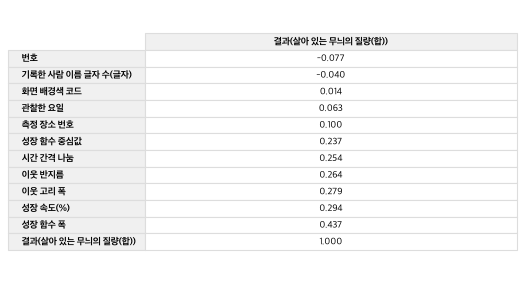 결과(살아 있는 무늬의 질량(합))
번호 -0.077
기록한 사람 이름 글자 수(글자) -0.040
화면 배경색 코드 0.014
관찰한 요일 0.063
측정 장소 번호 0.100
성장 함수 중심값 0.237
시간 간격 나눔 0.254
이웃 반지름 0.264
이웃 고리 폭 0.279
성장 속도(%) 0.294
성장 함수 폭 0.437
결과(살아 있는 무늬의 질량(합)) 1.000